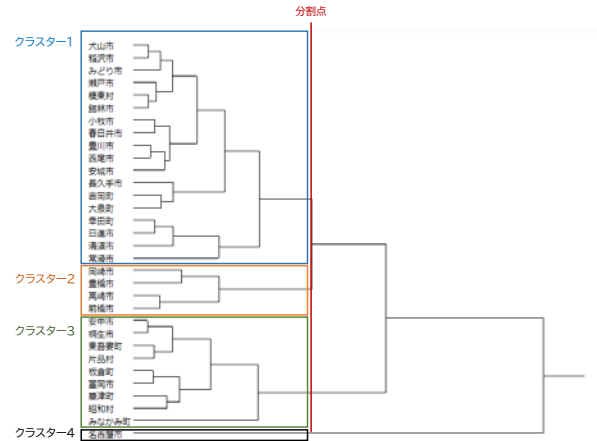 分割点
クラスター1
犬山市
稲沢市
みどり市
瀬戸市
榛東村
館林市
小牧市
春日井市
豊川市
西尾市
安城市
長久手市
吉岡町
大泉町
幸田町
日進市
清須市
常滑市
クラスター2
岡崎市
豊橋市
高崎市
前橋市
クラスター3
安中市
桐生市
東吾妻町
片品村
板倉町
富岡市
草津町
昭和村
みなかみ町
クラスター4
名古屋市